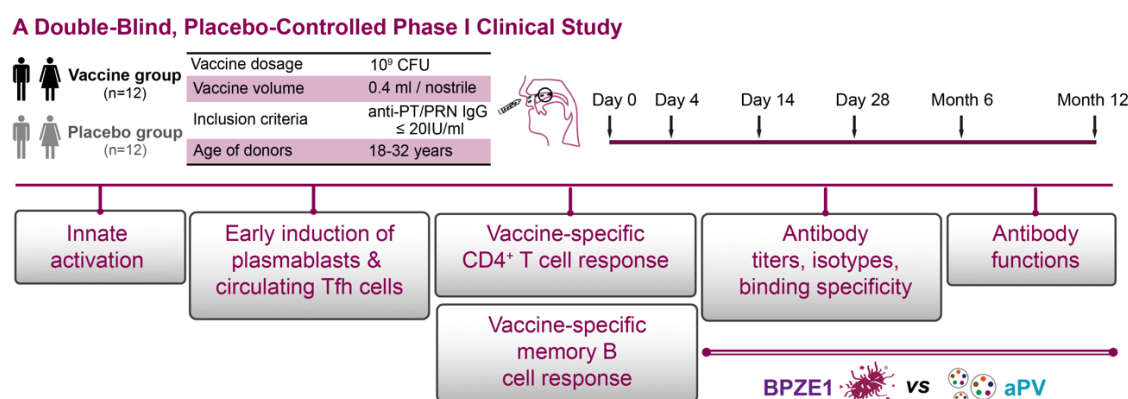 A Double-Blind, Placebo-Controlled Phase I Clinical Study
Vaccine group
(n=12)
Placebo group
(n=12)
Vaccine dosage 10⁹ CFU
Vaccine volume 0.4 ml / nostrile
Inclusion criteria anti-PT/PRN IgG
≤ 20IU/ml
Age of donors 18-32 years
Day 0 Day 4 Day 14 Day 28 Month 6 Month 12
Innate
activation
Early induction of
plasmablasts &
circulating Tfh cells
Vaccine-specific
CD4⁺ T cell response
Vaccine-specific
memory B
cell response
Antibody
titers, isotypes,
binding specificity
Antibody
functions
BPZE1 vs aPV